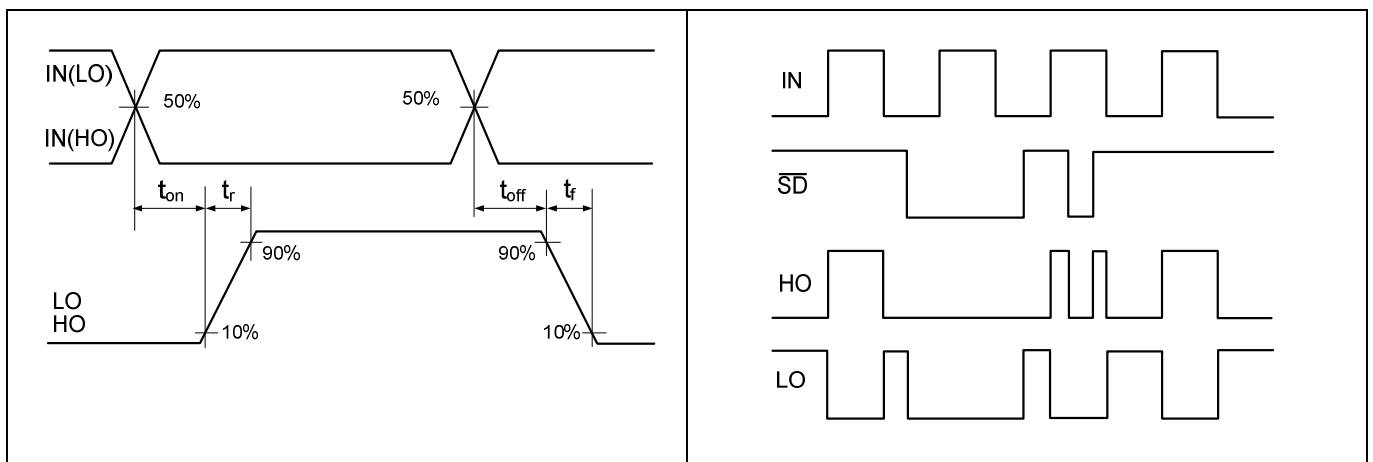 IN(LO)
50%
50%
IN(HO)
ton
tr
toff
tf
90%
90%
LO
HO
10%
10%
IN
SD
HO
LO